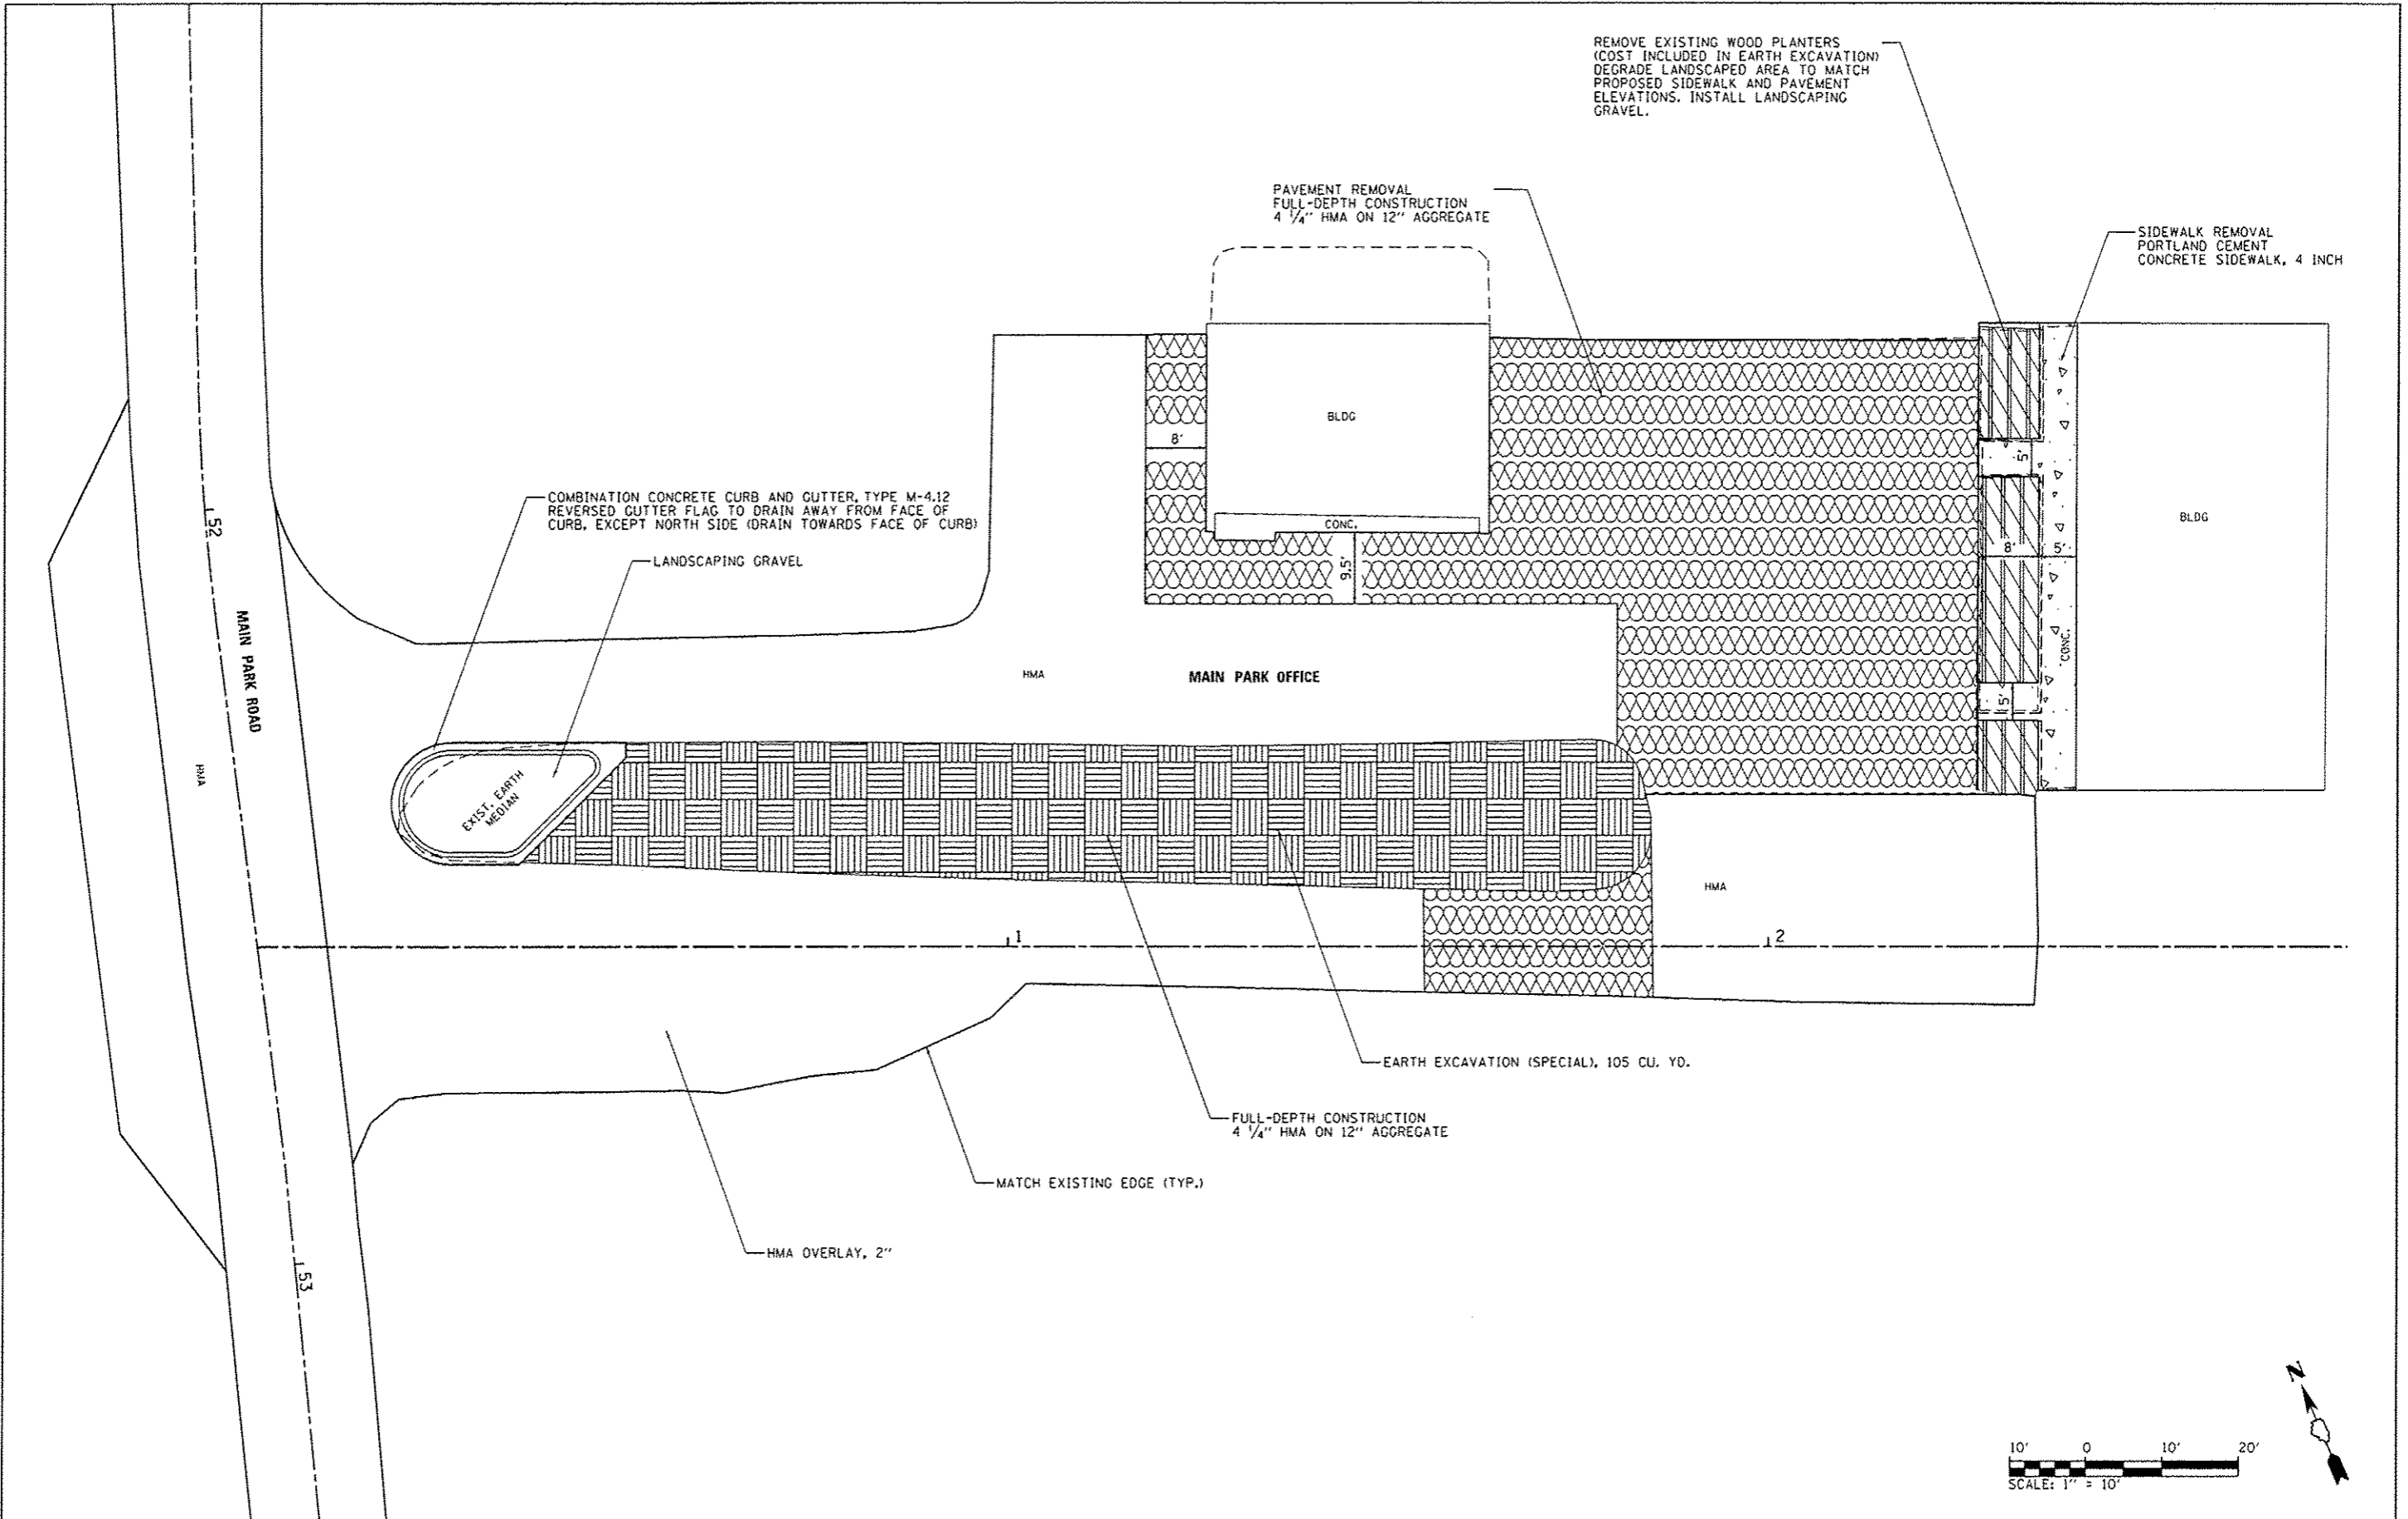 REMOVE EXISTING WOOD PLANTERS
(COST INCLUDED IN EARTH EXCAVATION)
DEGRADE LANDSCAPED AREA TO MATCH
PROPOSED SIDEWALK AND PAVEMENT
ELEVATIONS. INSTALL LANDSCAPING
GRAVEL.
PAVEMENT REMOVAL
FULL-DEPTH CONSTRUCTION
4 1/4" HMA ON 12" AGGREGATE
SIDEWALK REMOVAL
PORTLAND CEMENT
CONCRETE SIDEWALK, 4 INCH
BLDG
8'
5'
COMBINATION CONCRETE CURB AND GUTTER, TYPE M-4.12
REVERSED GUTTER FLAG TO DRAIN AWAY FROM FACE OF
CURB, EXCEPT NORTH SIDE (DRAIN TOWARDS FACE OF CURB)
52
CONC.
BLDG
LANDSCAPING GRAVEL
9.5'
8'
5'
MAIN PARK ROAD
CONC.
HMA
MAIN PARK OFFICE
5'
HMA
EXIST. EARTH
MEDIAN
HMA
1
2
EARTH EXCAVATION (SPECIAL), 105 CU. YD.
FULL-DEPTH CONSTRUCTION
4 1/4" HMA ON 12" AGGREGATE
MATCH EXISTING EDGE (TYP.)
HMA OVERLAY, 2"
53
N
10' 0 10' 20'
SCALE: 1" = 10'